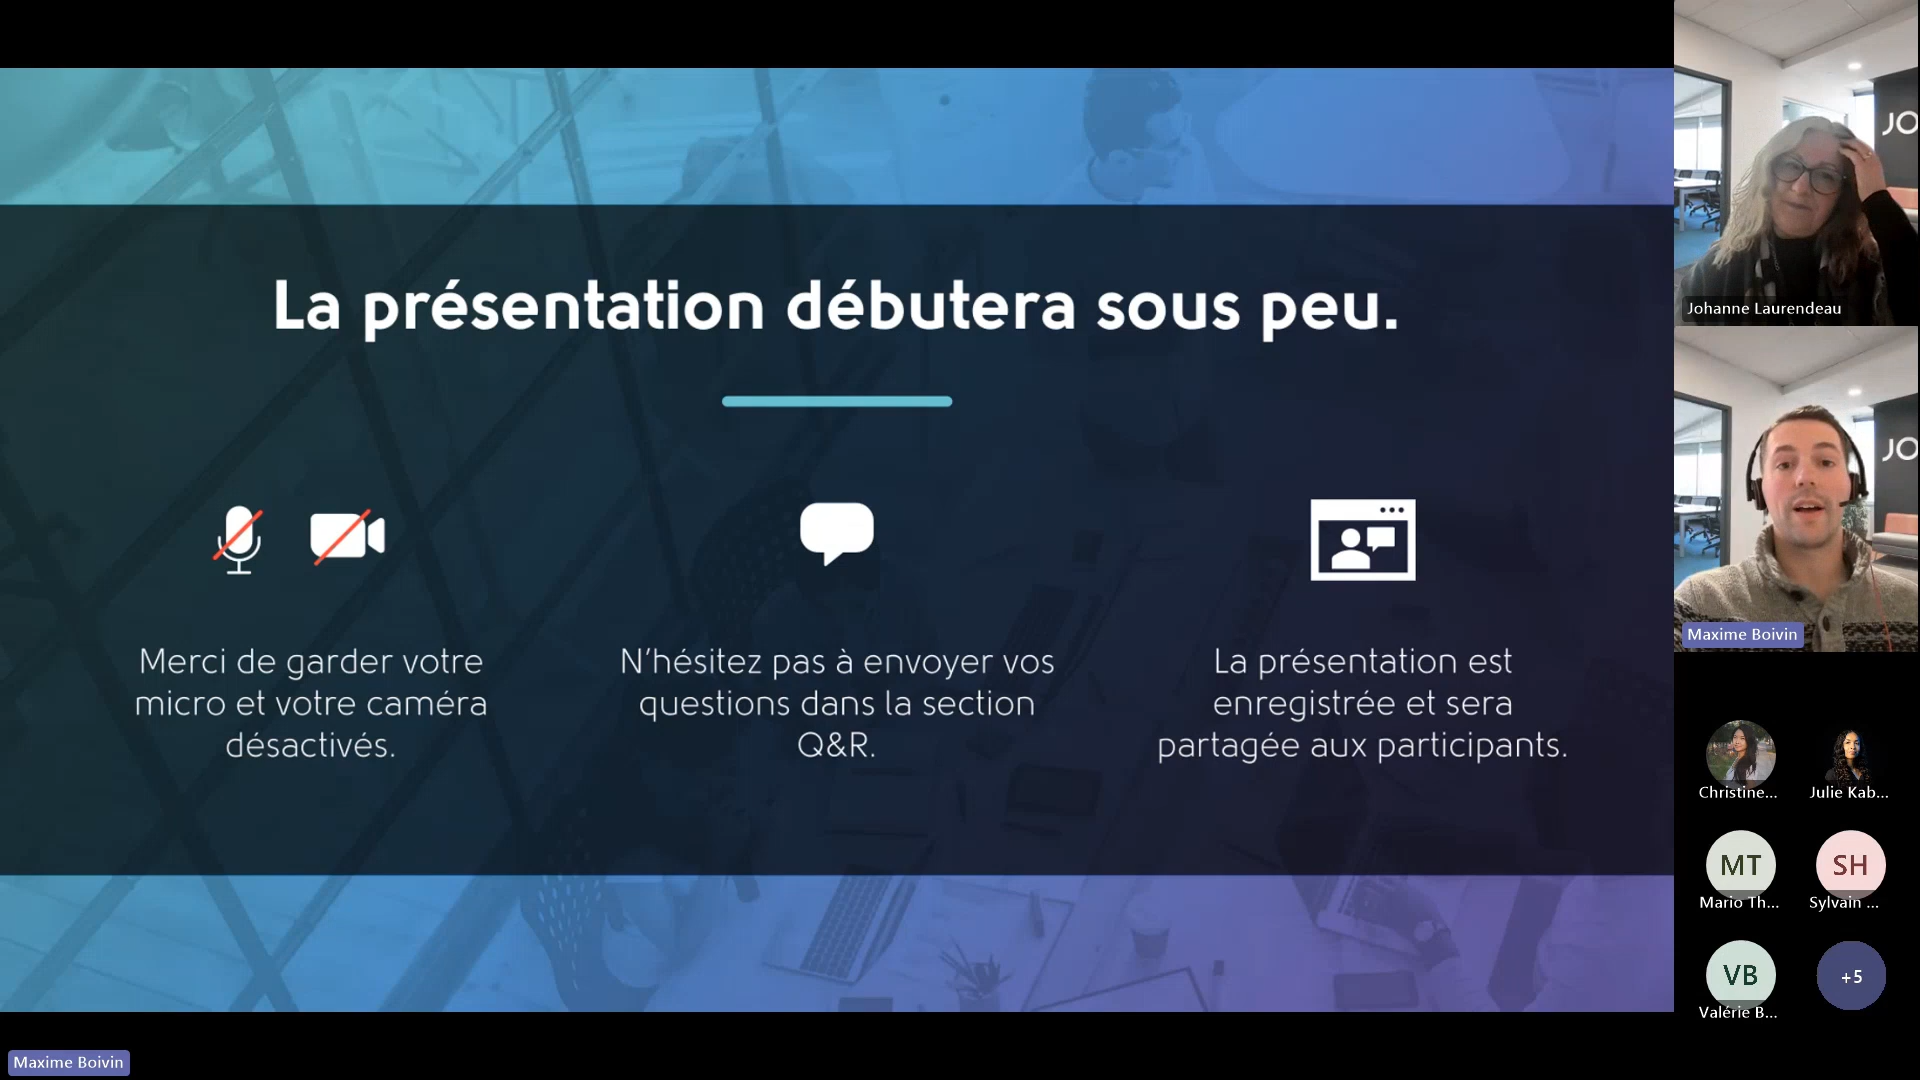 La présentation débutera sous peu.
Merci de garder votre
micro et votre caméra
désactivés.
N'hésitez pas à envoyer vos
questions dans la section
Q&R.
La présentation est
enregistrée et sera
partagée aux participants.
JO
Johanne Laurendeau
JO
Maxime Boivin
Christine...
Julie Kab...
MT
Mario Th...
SH
Sylvain ...
VB
Valérie B...
+5
Maxime Boivin